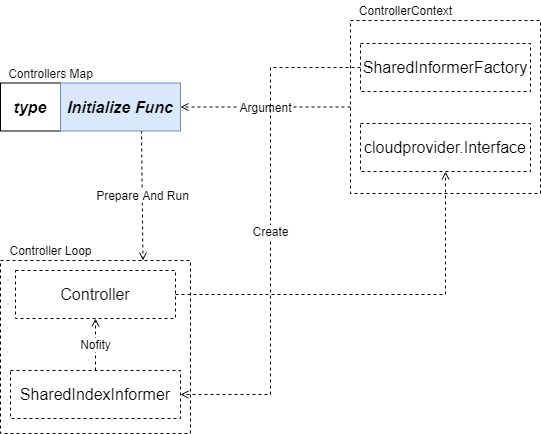 ControllerContext
SharedInformerFactory
Controllers Map
type Initialize Func
Argument
cloudprovider.Interface
Prepare And Run
Create
Controller Loop
Controller
Nofity
SharedIndexInformer